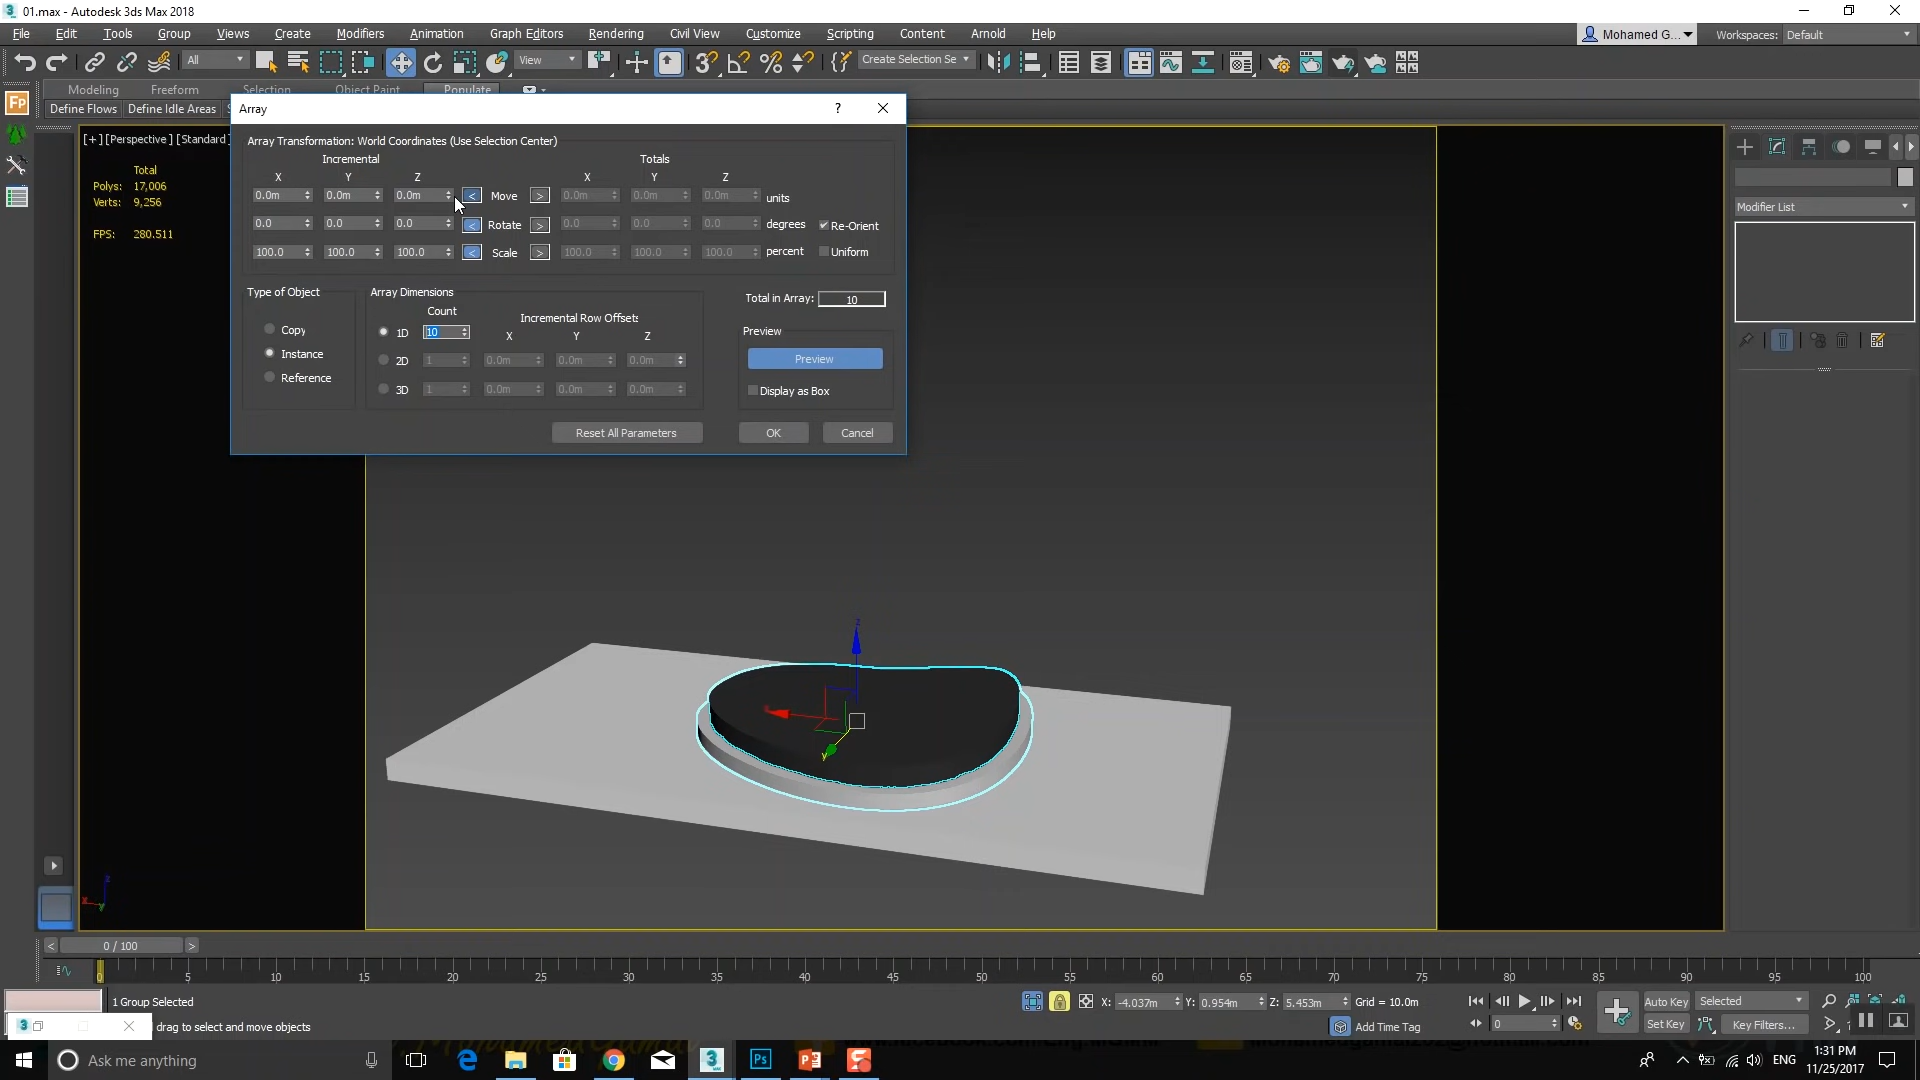 01.max - Autodesk 3ds Max 2018
File Edit Tools Group Views Create Modifiers Animation Graph Editors Rendering Civil View Customize Scripting Content Arnold Help Mohamed G... Workspaces: Default
All View Create Selection Se
Modeling Freeform Selection Object Paint Populate
Define Flows Define Idle Areas
Array ?
[+] [Perspective] [Standard]
Total
Polys: 17,006
Verts: 9,256
FPS: 280.511
Array Transformation: World Coordinates (Use Selection Center)
Incremental Totals
X Y Z X Y Z
0.0m 0.0m 0.0m < Move > 0.0m 0.0m 0.0m units
0.0 0.0 0.0 < Rotate > 0.0 0.0 0.0 degrees Re-Orient
100.0 100.0 100.0 < Scale > 100.0 100.0 100.0 percent Uniform
Type of Object
Copy
Instance
Reference
Array Dimensions
Count
Incremental Row Offsets
X Y Z
1D 10
2D 1 0.0m 0.0m 0.0m
3D 1 0.0m 0.0m 0.0m
Total in Array: 10
Preview
Preview
Display as Box
Reset All Parameters OK Cancel
Modifier List
z
x
y
z
x
y
< 0 / 100 >
0 5 10 15 20 25 30 35 40 45 50 55 60 65 70 75 80 85 90 95 100
1 Group Selected
X: -4.037m Y: 0.954m Z: 5.453m Grid = 10.0m
Auto Key Selected
drag to select and move objects
Add Time Tag
0
Set Key Key Filters...
Ask me anything
ENG
1:31 PM
11/25/2017